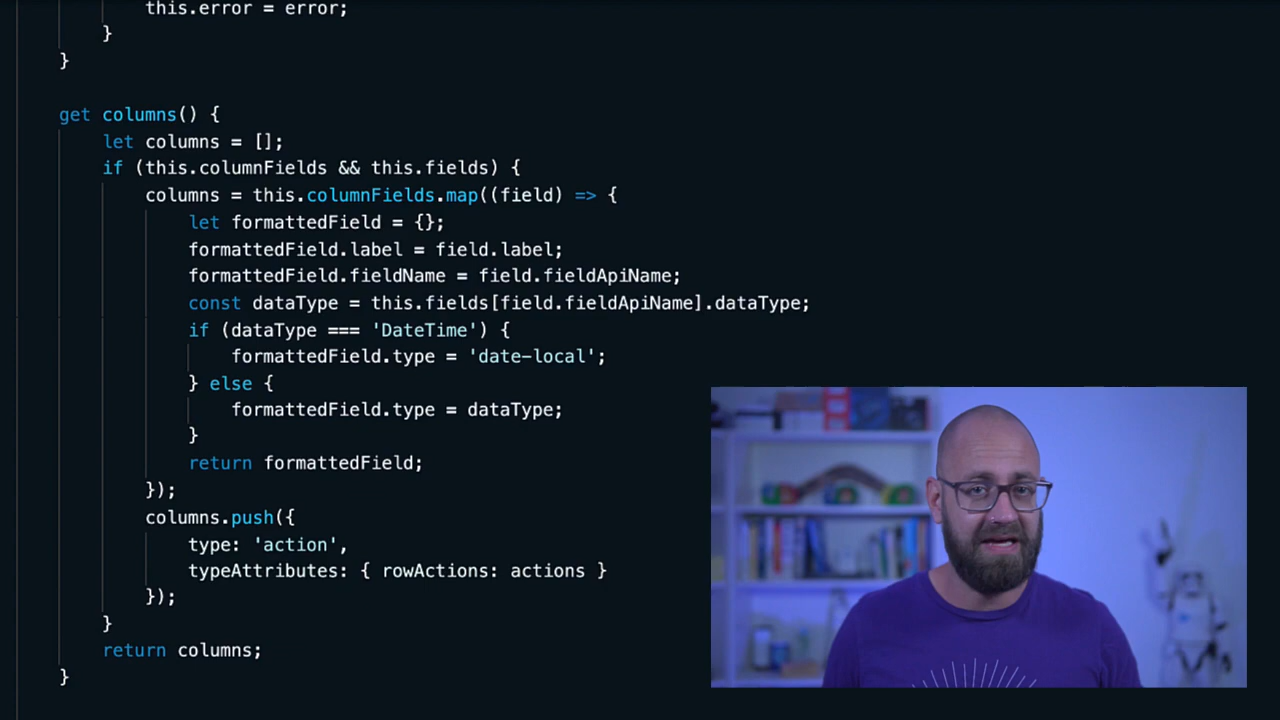 this.error = error;
}
}
get columns() {
let columns = [];
if (this.columnFields && this.fields) {
columns = this.columnFields.map((field) => {
let formattedField = {};
formattedField.label = field.label;
formattedField.fieldName = field.fieldApiName;
const dataType = this.fields[field.fieldApiName].dataType;
if (dataType === 'DateTime') {
formattedField.type = 'date-local';
} else {
formattedField.type = dataType;
}
return formattedField;
});
columns.push({
type: 'action',
typeAttributes: { rowActions: actions }
});
}
return columns;
}